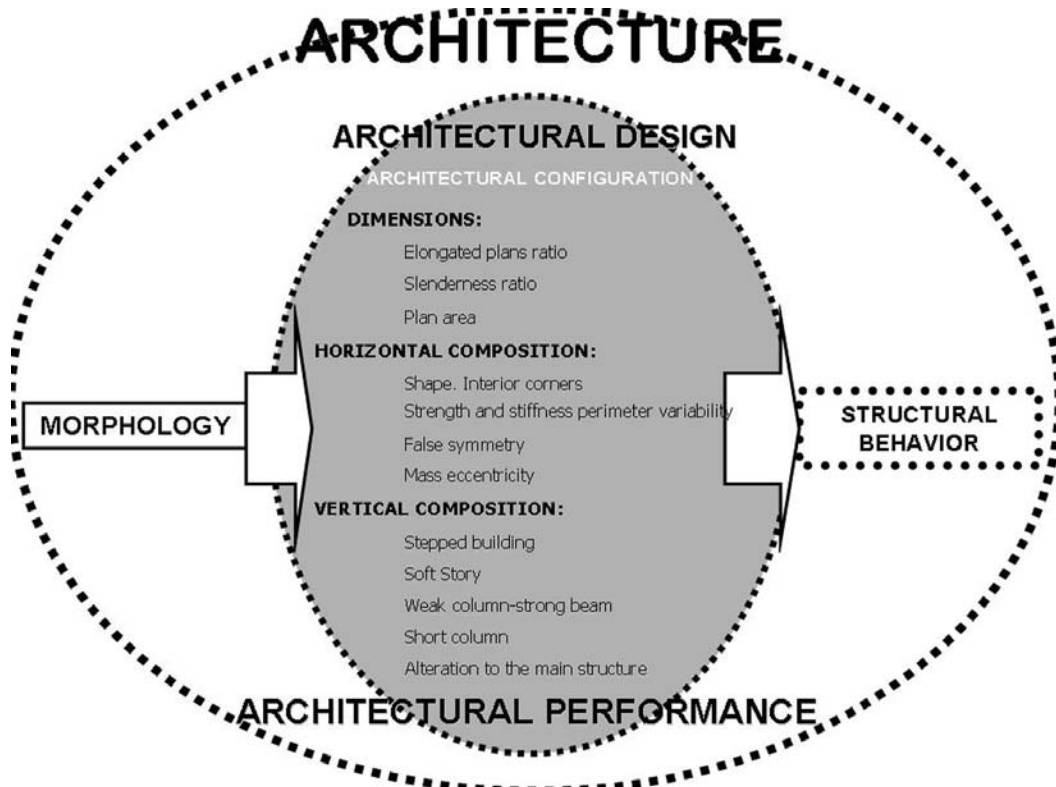 ARCHITECTURE
ARCHITECTURAL DESIGN
ARCHITECTURAL CONFIGURATION
DIMENSIONS:
Elongated plans ratio
Slenderness ratio
Plan area
HORIZONTAL COMPOSITION:
Shape. Interior corners
Strength and stiffness perimeter variability
False symmetry
Mass eccentricity
VERTICAL COMPOSITION:
Stepped building
Soft Story
Weak column-strong beam
Short column
Alteration to the main structure
MORPHOLOGY
STRUCTURAL
BEHAVIOR
ARCHITECTURAL PERFORMANCE